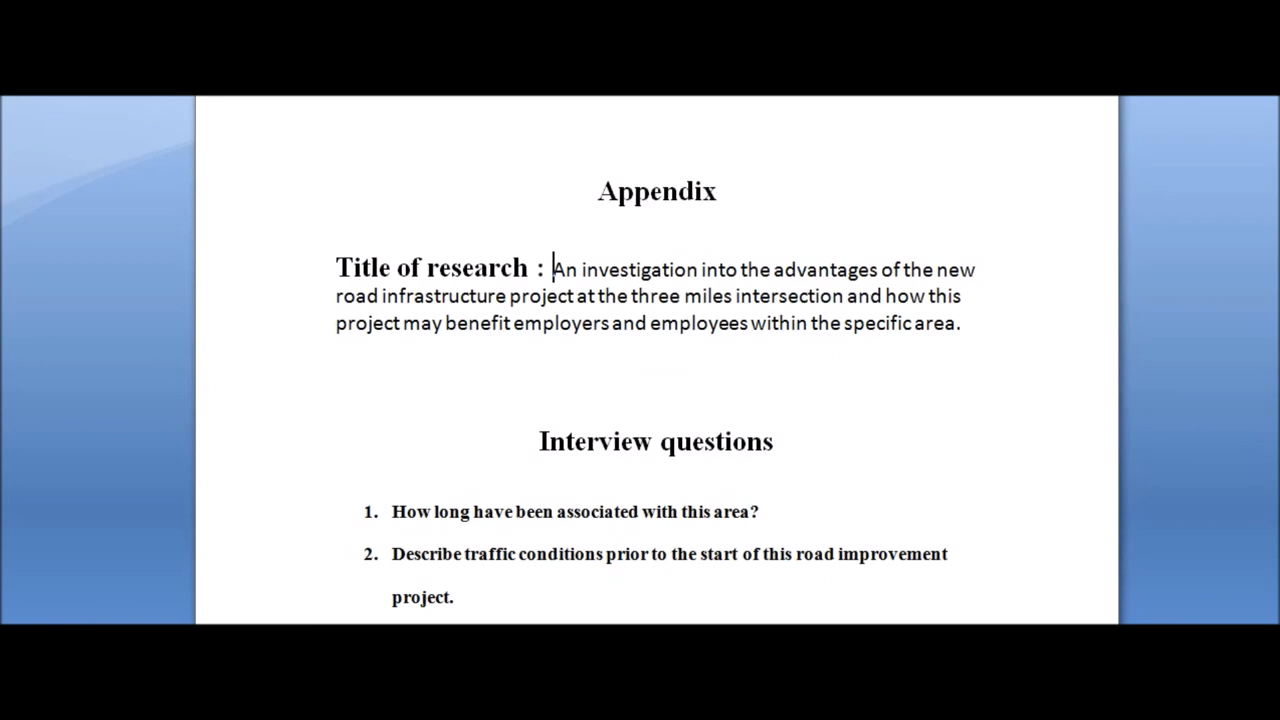 Appendix
Title of research : An investigation into the advantages of the new
road infrastructure project at the three miles intersection and how this
project may benefit employers and employees within the specific area.
Interview questions
1. How long have been associated with this area?
2. Describe traffic conditions prior to the start of this road improvement
project.